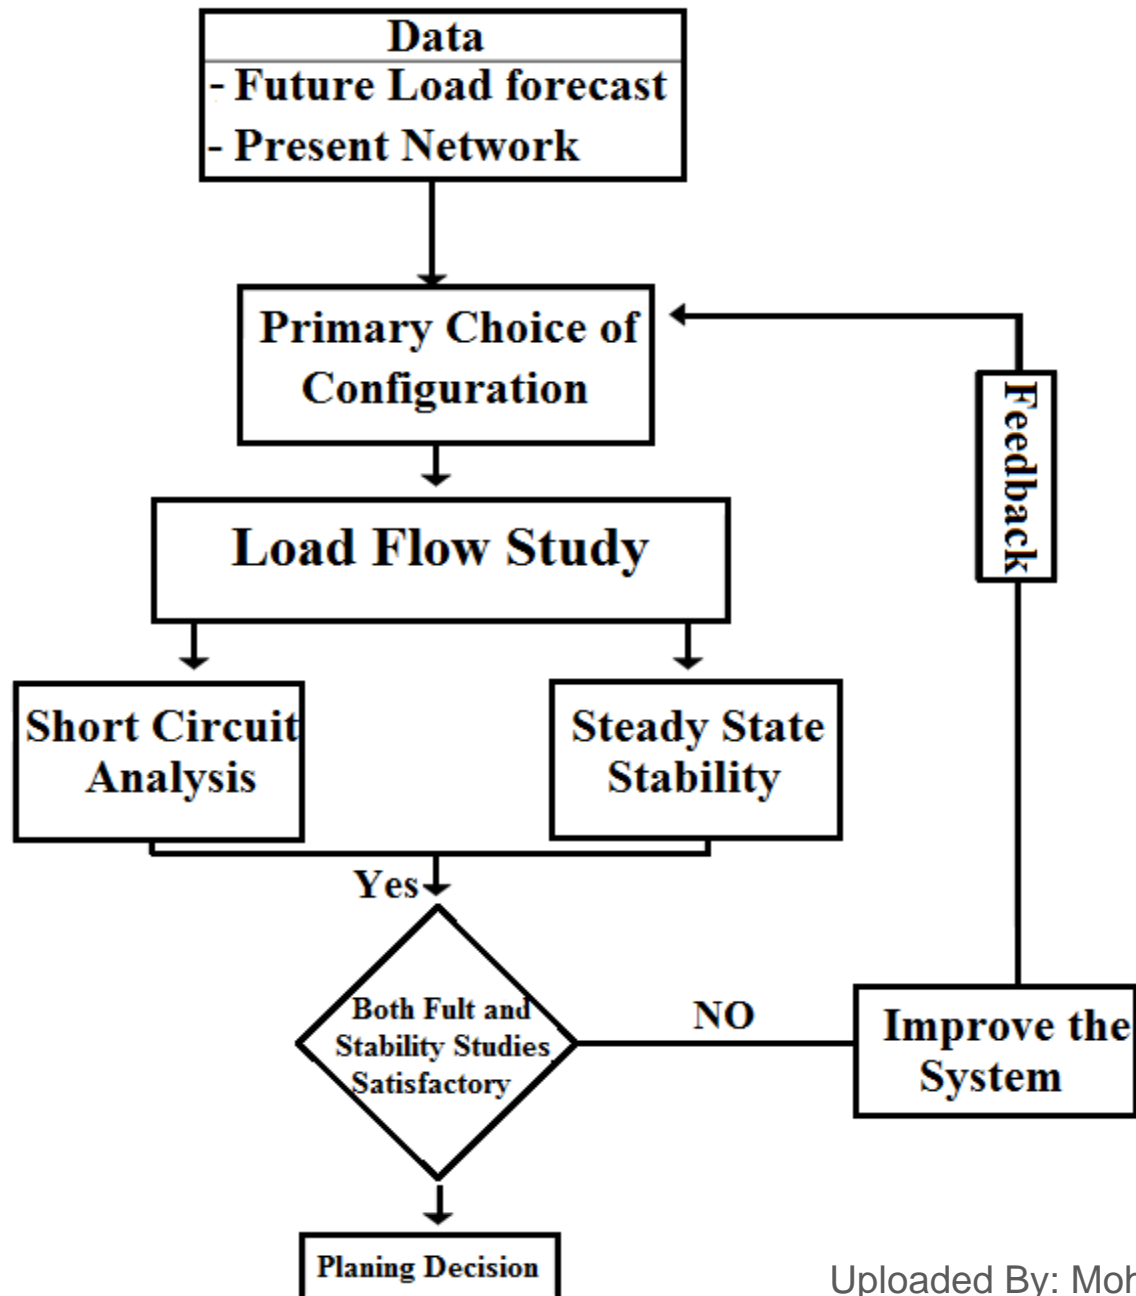 Data
- Future Load forecast
- Present Network
Primary Choice of
Configuration
Feedback
Load Flow Study
Short Circuit
Analysis
Steady State
Stability
Yes
Both Fult and
Stability Studies
Satisfactory
NO
Improve the
System
Planing Decision
Uploaded By: Moh